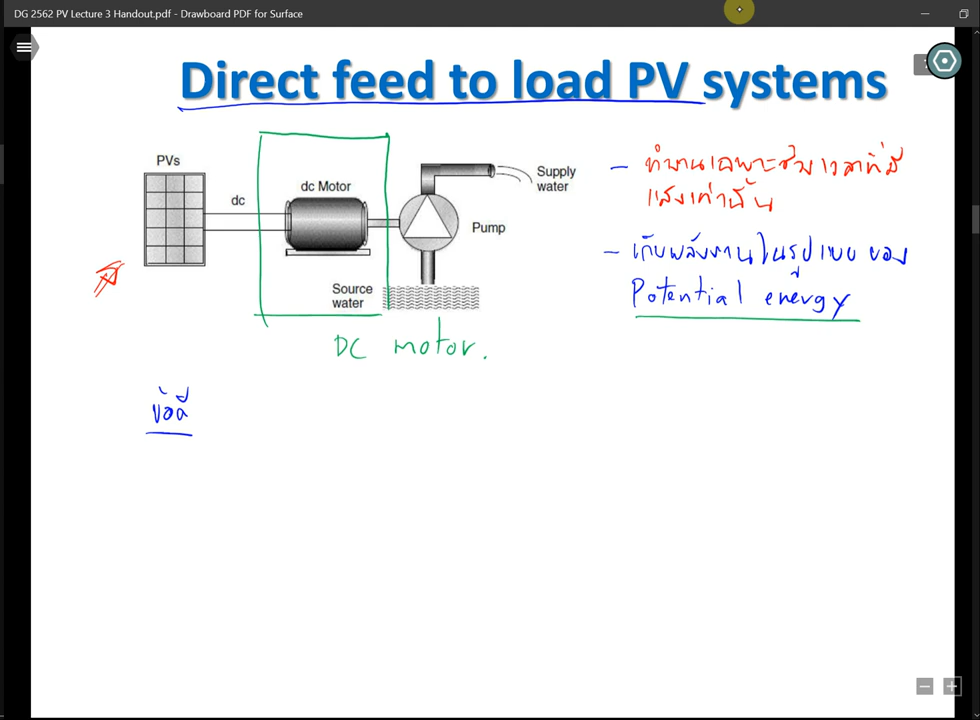 DG 2562 PV Lecture 3 Handout.pdf - Drawboard PDF for Surface
Direct feed to load PV systems
PVs
dc
dc Motor
Supply
water
Pump
Source
water
DC motor.
- ทำงานเฉพาะช่วงเวลาที่มี
แสงเท่านั้น
- เก็บพลังงานในรูปแบบของ
Potential energy
ข้อดี